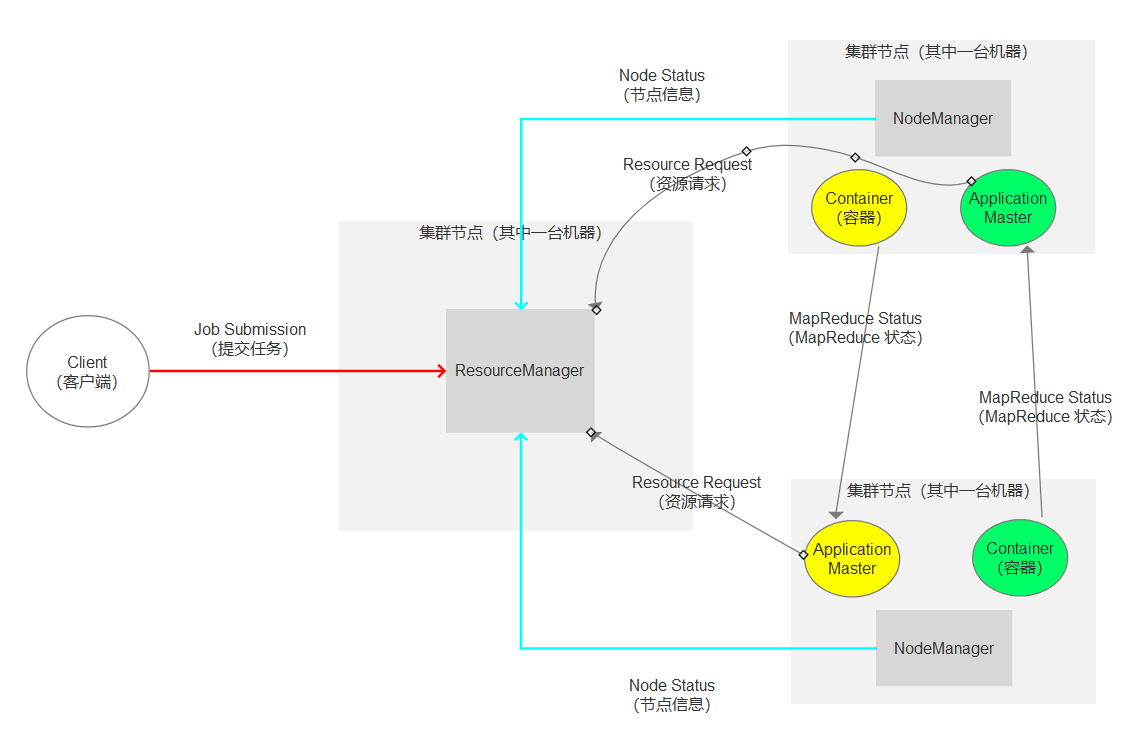 集群节点（其中一台机器）
Node Status
（节点信息）
NodeManager
Resource Request
（资源请求）
Container
（容器）
Application
Master
集群节点（其中一台机器）
Job Submission
（提交任务）
Client
（客户端）
ResourceManager
MapReduce Status
（MapReduce 状态）
MapReduce Status
（MapReduce 状态）
Resource Request
（资源请求）
集群节点（其中一台机器）
Application
Master
Container
（容器）
NodeManager
Node Status
（节点信息）